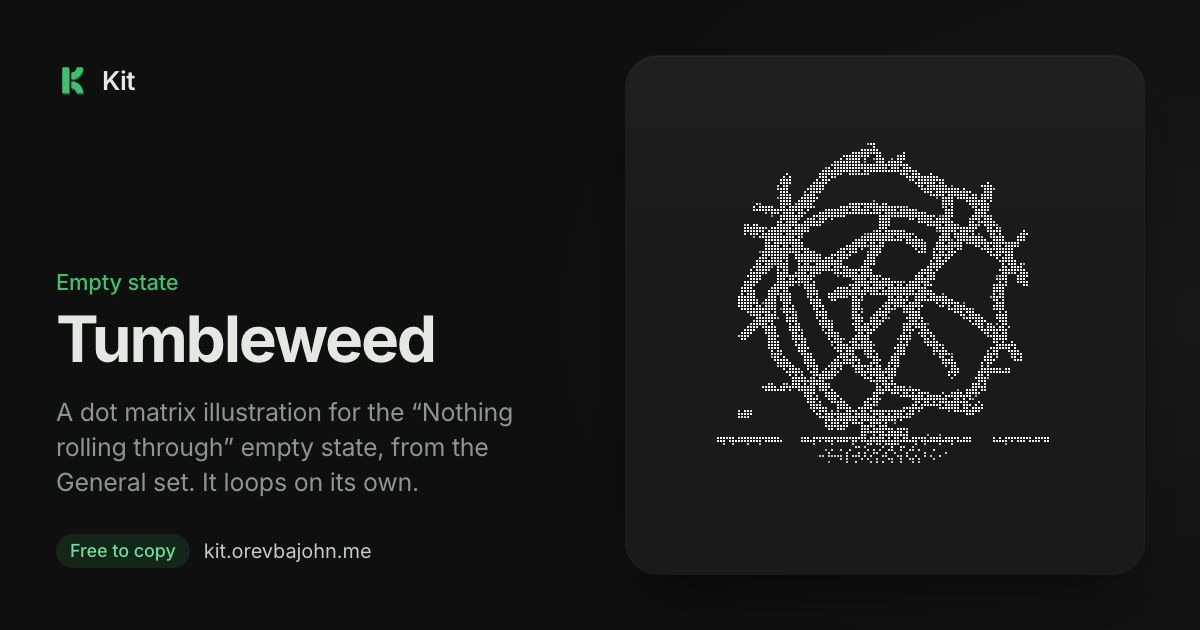 Kit
Empty state
Tumbleweed
A dot matrix illustration for the “Nothing
rolling through” empty state, from the
General set. It loops on its own.
Free to copy
kit.orevbajohn.me